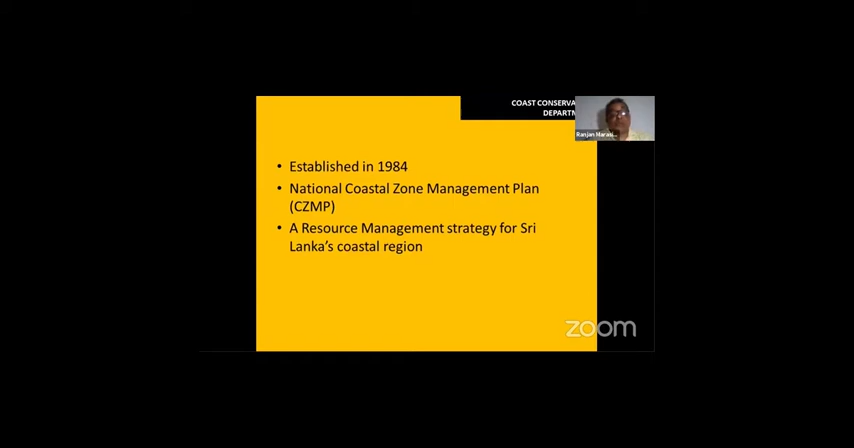 COAST CONSERVA
DEPARTM
Ranjan Maras
• Established in 1984
• National Coastal Zone Management Plan
(CZMP)
• A Resource Management strategy for Sri
Lanka's coastal region
zoom